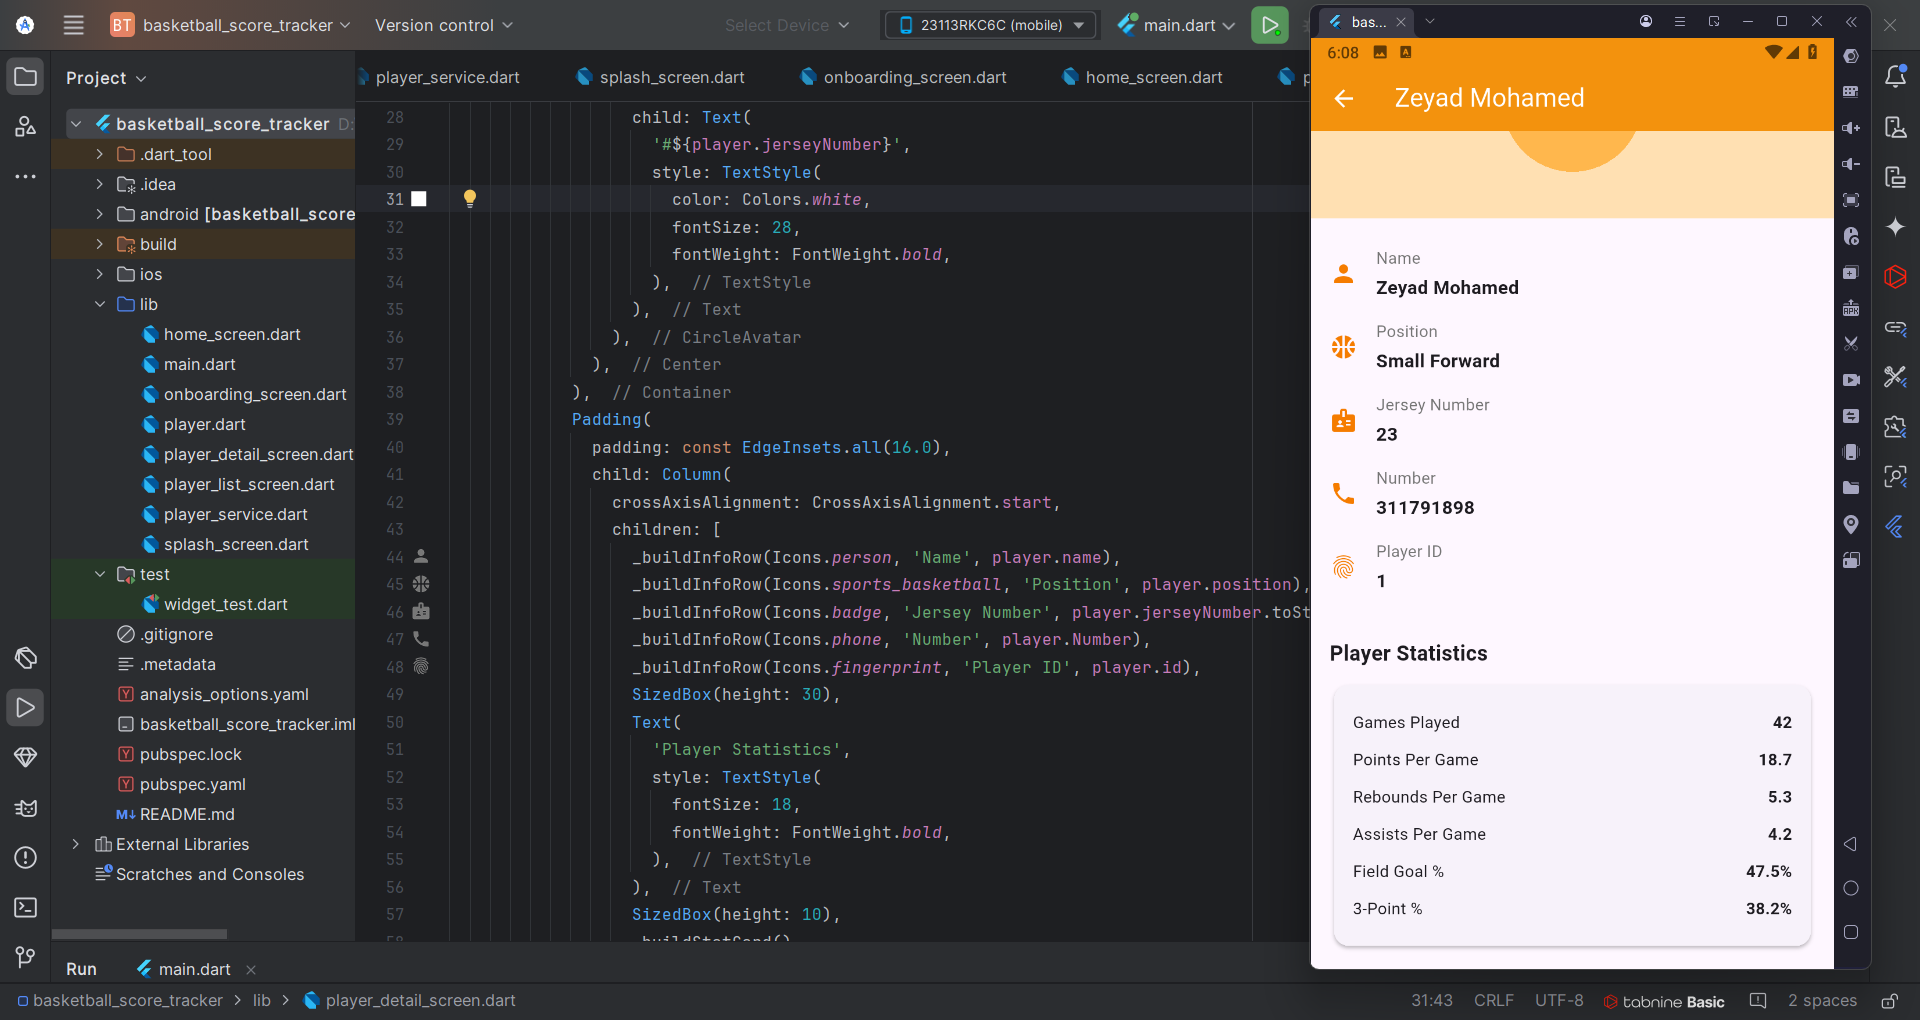 BT basketball_score_tracker
Version control
Select Device
23113RKC6C (mobile)
main.dart
Project
basketball_score_tracker D:
.dart_tool
.idea
android [basketball_score
build
ios
lib
home_screen.dart
main.dart
onboarding_screen.dart
player.dart
player_detail_screen.dart
player_list_screen.dart
player_service.dart
splash_screen.dart
test
widget_test.dart
.gitignore
.metadata
analysis_options.yaml
basketball_score_tracker.iml
pubspec.lock
pubspec.yaml
M↓ README.md
External Libraries
Scratches and Consoles
player_service.dart
splash_screen.dart
onboarding_screen.dart
home_screen.dart
28 child: Text(
29 '#${player.jerseyNumber}',
30 style: TextStyle(
31 color: Colors.white,
32 fontSize: 28,
33 fontWeight: FontWeight.bold,
34 ), // TextStyle
35 ), // Text
36 ), // CircleAvatar
37 ), // Center
38 ), // Container
39 Padding(
40 padding: const EdgeInsets.all(16.0),
41 child: Column(
42 crossAxisAlignment: CrossAxisAlignment.start,
43 children: [
44 _buildInfoRow(Icons.person, 'Name', player.name),
45 _buildInfoRow(Icons.sports_basketball, 'Position', player.position),
46 _buildInfoRow(Icons.badge, 'Jersey Number', player.jerseyNumber.toSt
47 _buildInfoRow(Icons.phone, 'Number', player.Number),
48 _buildInfoRow(Icons.fingerprint, 'Player ID', player.id),
49 SizedBox(height: 30),
50 Text(
51 'Player Statistics',
52 style: TextStyle(
53 fontSize: 18,
54 fontWeight: FontWeight.bold,
55 ), // TextStyle
56 ), // Text
57 SizedBox(height: 10),
bas...
6:08
Zeyad Mohamed
Name
Zeyad Mohamed
Position
Small Forward
Jersey Number
23
Number
311791898
Player ID
1
Player Statistics
Games Played 42
Points Per Game 18.7
Rebounds Per Game 5.3
Assists Per Game 4.2
Field Goal % 47.5%
3-Point % 38.2%
Run
main.dart
basketball_score_tracker > lib > player_detail_screen.dart
31:43
CRLF
UTF-8
tabnine Basic
2 spaces